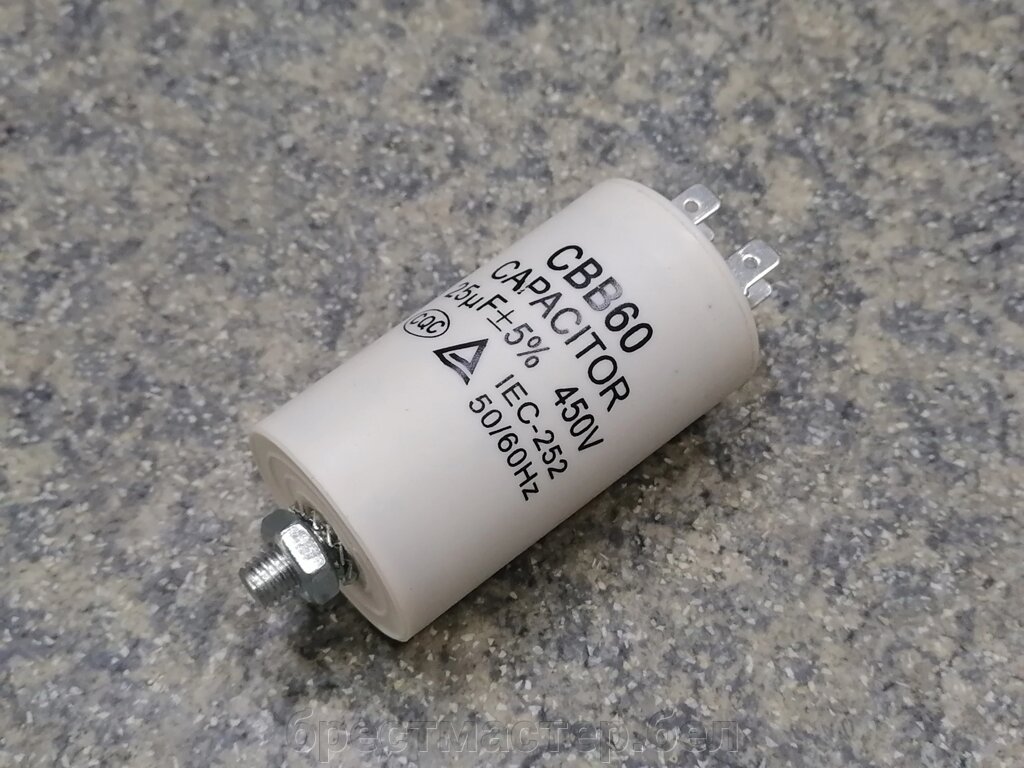 CBB60
CAPACITOR
25µF±5% 450V
CQC IEC-252
50/60Hz
брестмастер.бел